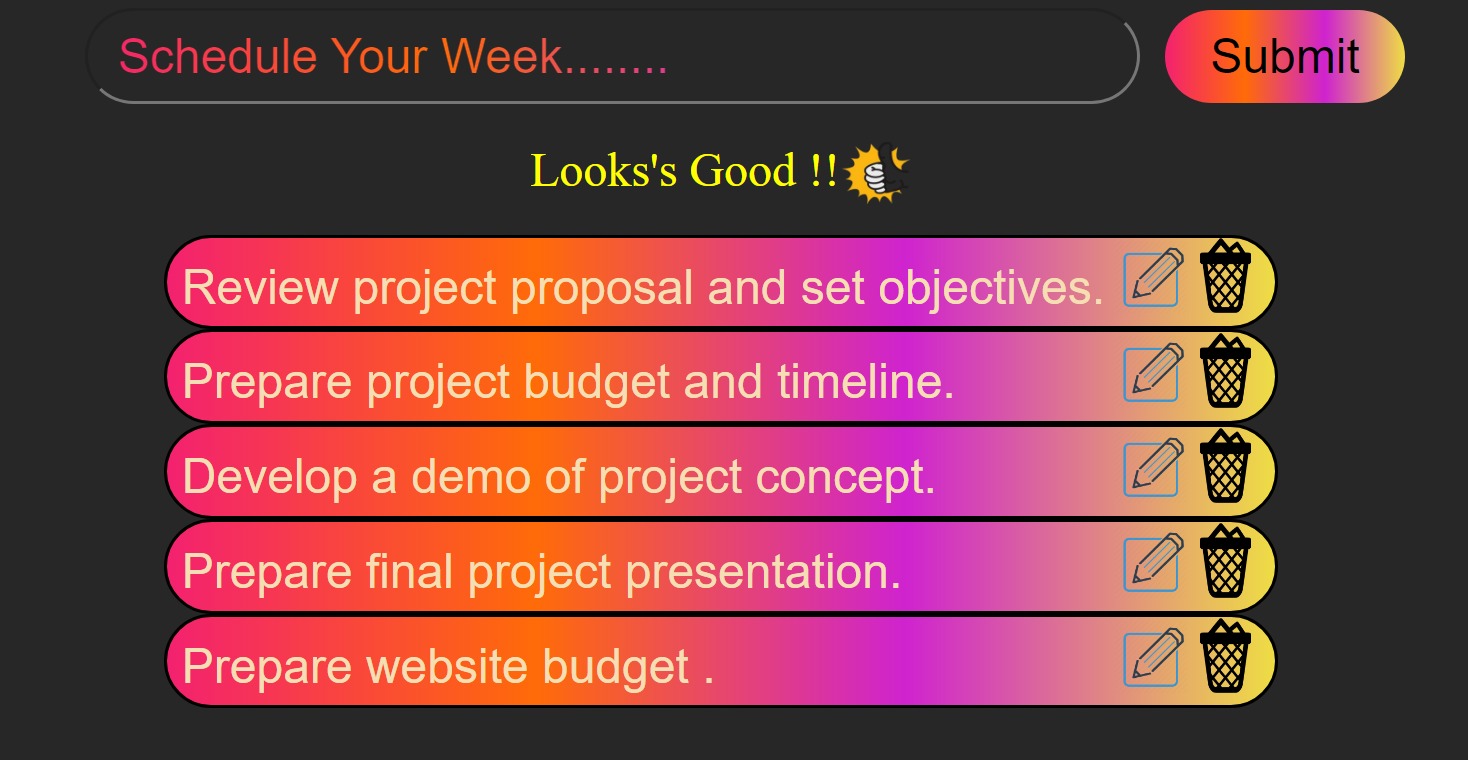 Schedule Your Week........
Submit
Looks's Good !!
Review project proposal and set objectives.
Prepare project budget and timeline.
Develop a demo of project concept.
Prepare final project presentation.
Prepare website budget .